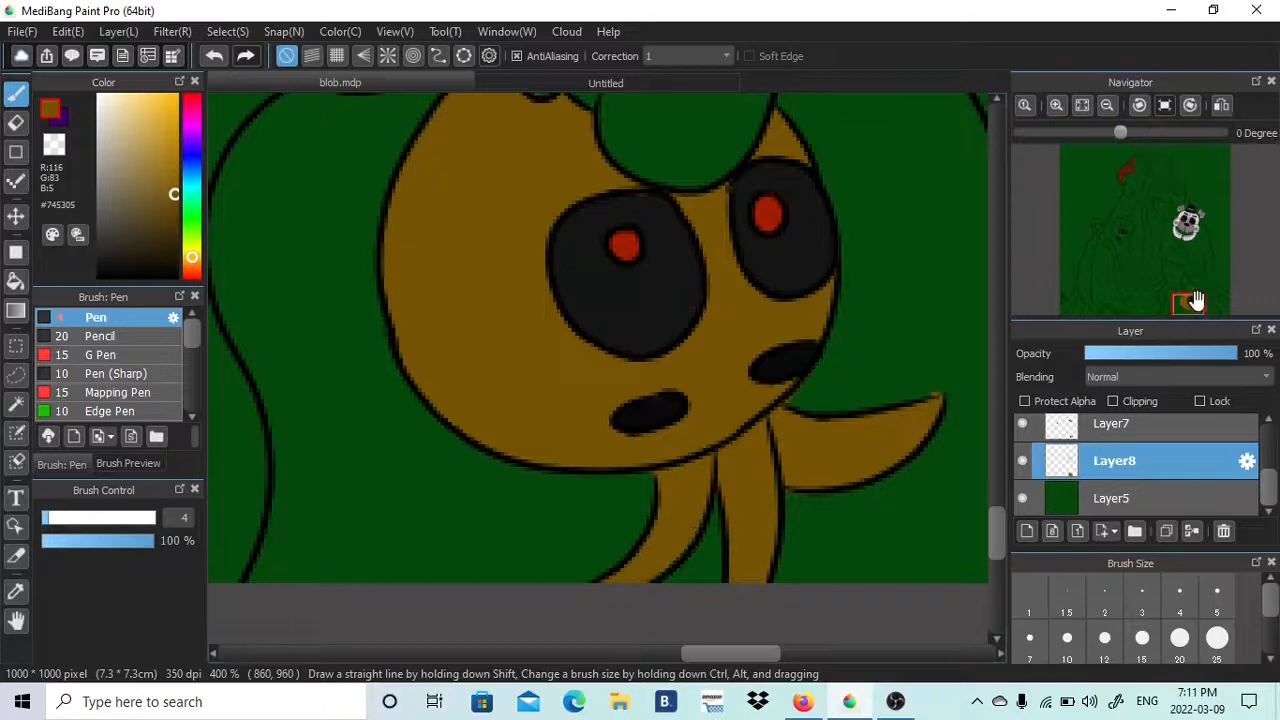 MediBang Paint Pro (64bit)
File(F) Edit(E) Layer(L) Filter(R) Select(S) Snap(N) Color(C) View(V) Tool(T) Window(W) Cloud Help
AntiAliasing Correction 1 Soft Edge
Color
blob.mdp Untitled
Navigator
R:116
G:83
B:5
#745305
0 Degree
Brush: Pen
4 Pen
20 Pencil
15 G Pen
10 Pen (Sharp)
15 Mapping Pen
10 Edge Pen
Brush: Pen Brush Preview
Brush Control
4
100 %
Layer
Opacity 100 %
Blending Normal
Protect Alpha Clipping Lock
Layer7
Layer8
Layer5
Brush Size
1 1.5 2 3 4 5
7 10 12 15 20 25
1000 * 1000 pixel (7.3 * 7.3cm) 350 dpi 400 % ( 860, 960 ) Draw a straight line by holding down Shift, Change a brush size by holding down Ctrl, Alt, and dragging
Type here to search
B.
amazon
ENG
7:11 PM
2022-03-09